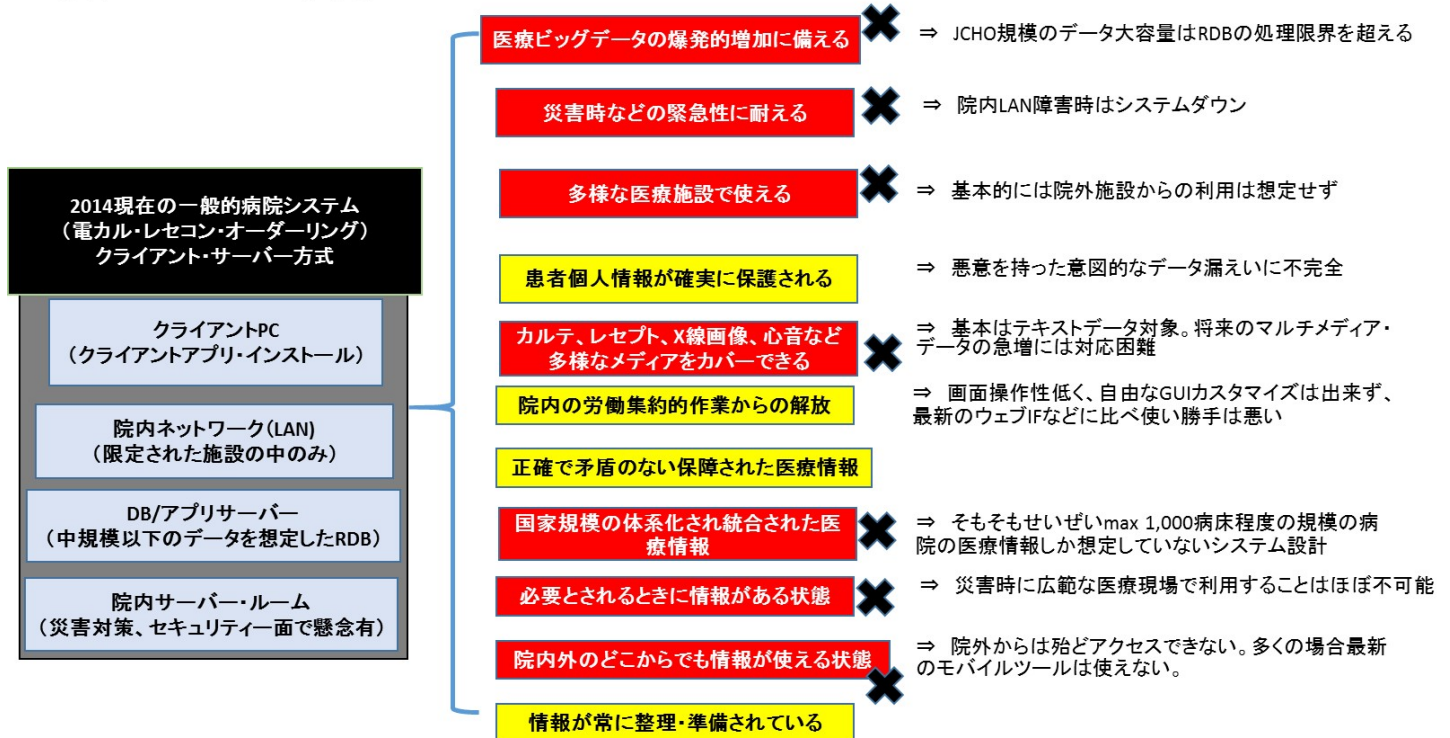 2014現在の一般的病院システム
（電カル・レセコン・オーダーリング）
クライアント・サーバー方式
クライアントPC
（クライアントアプリ・インストール）
院内ネットワーク（LAN)
（限定された施設の中のみ）
DB/アプリサーバー
（中規模以下のデータを想定したRDB）
院内サーバー・ルーム
（災害対策、セキュリティー面で懸念有）
医療ビッグデータの爆発的増加に備える
⇒ JCHO規模のデータ大容量はRDBの処理限界を超える
災害時などの緊急性に耐える
⇒ 院内LAN障害時はシステムダウン
多様な医療施設で使える
⇒ 基本的には院外施設からの利用は想定せず
患者個人情報が確実に保護される
⇒ 悪意を持った意図的なデータ漏えいに不完全
カルテ、レセプト、X線画像、心音など
多様なメディアをカバーできる
⇒ 基本はテキストデータ対象。将来のマルチメディア・
データの急増には対応困難
院内の労働集約的作業からの解放
⇒ 画面操作性低く、自由なGUIカスタマイズは出来ず、
最新のウェブIFなどに比べ使い勝手は悪い
正確で矛盾のない保障された医療情報
国家規模の体系化され統合された医
療情報
⇒ そもそもせいぜいmax 1,000病床程度の規模の病
院の医療情報しか想定していないシステム設計
必要とされるときに情報がある状態
⇒ 災害時に広範な医療現場で利用することはほぼ不可能
院内外のどこからでも情報が使える状態
⇒ 院外からは殆どアクセスできない。多くの場合最新
のモバイルツールは使えない。
情報が常に整理・準備されている